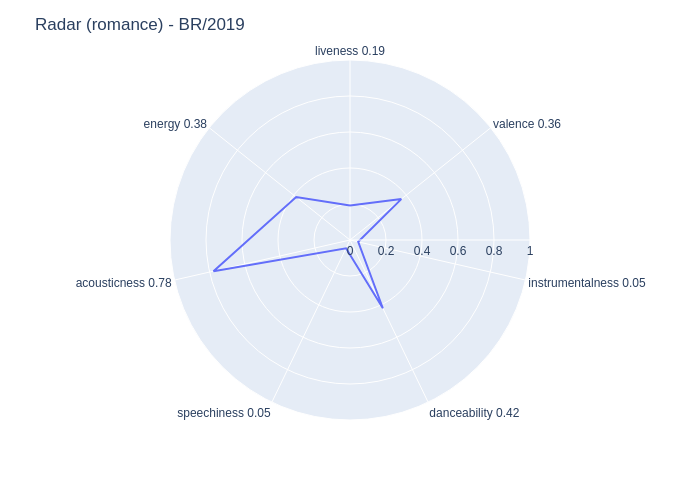 Radar (romance) - BR/2019
liveness 0.19
energy 0.38
valence 0.36
0 0.2 0.4 0.6 0.8 1
acousticness 0.78
instrumentalness 0.05
speechiness 0.05
danceability 0.42